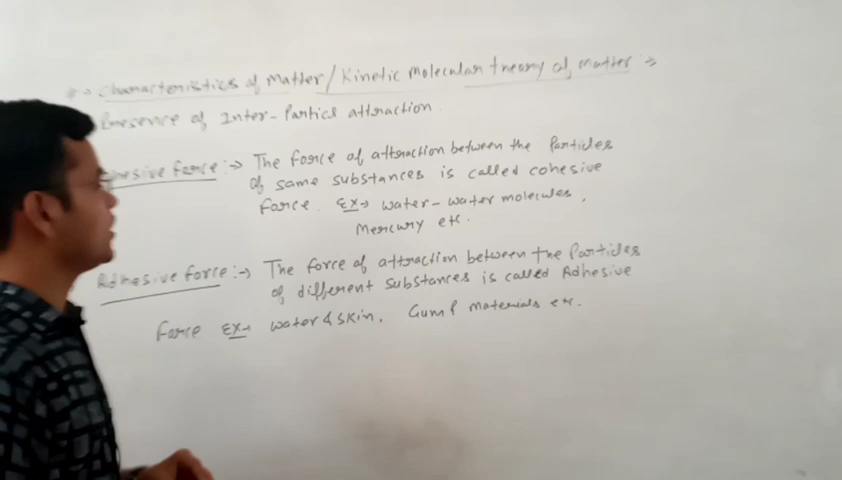 Characteristics of Matter/Kinetic Molecular theory of matter :-
Presence of Inter-Particls attraction
hesive force :→ The force of attraction between the Particles
of same substances is called cohesive
force. Ex→ water-water molecules,
Mercury etc.
Adhesive force :→ The force of attraction between the Particles
of different substances is called Adhesive
force Ex→ water & skin, Gum & materials etc.